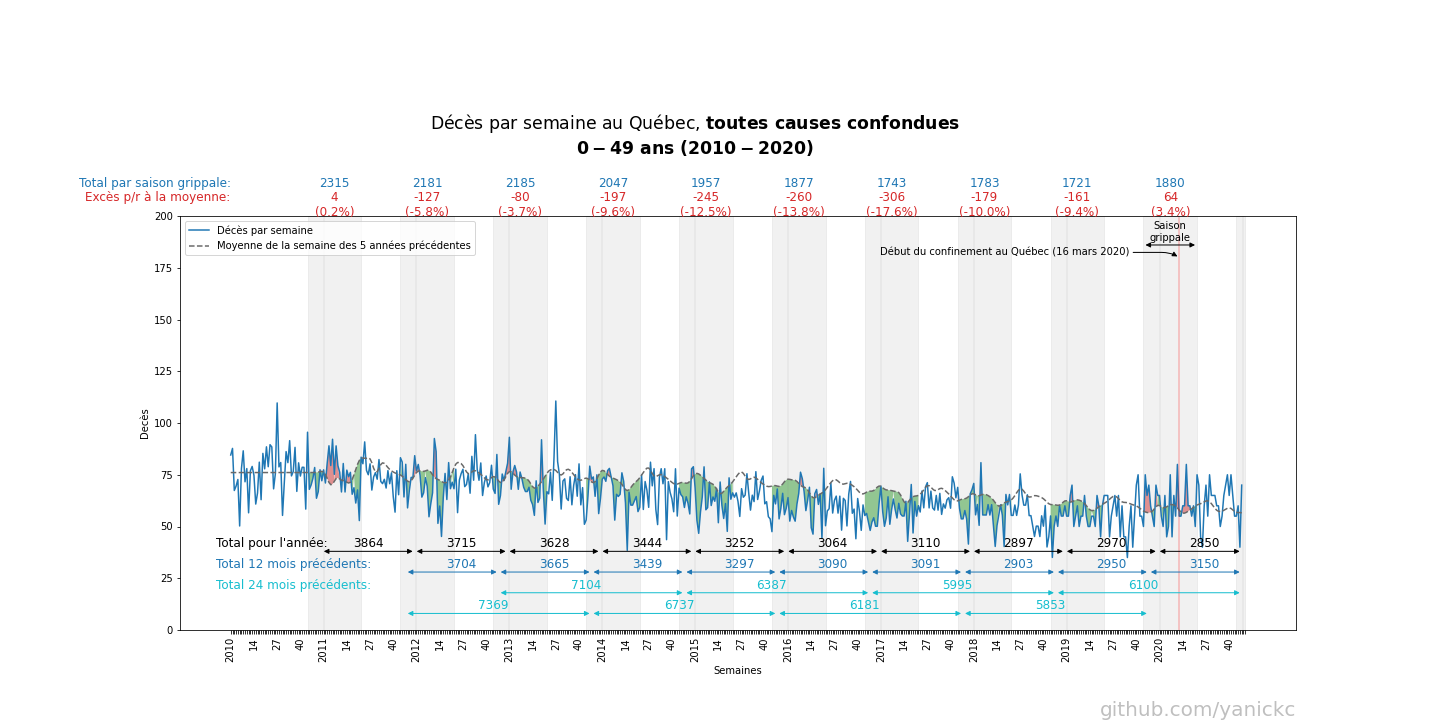 Décès par semaine au Québec, toutes causes confondues
0 – 49 ans (2010 – 2020)
Total par saison grippale: 2315 2181 2185 2047 1957 1877 1743 1783 1721 1880
Excès p/r à la moyenne: 4 -127 -80 -197 -245 -260 -306 -179 -161 64
(0.2%) (-5.8%) (-3.7%) (-9.6%) (-12.5%) (-13.8%) (-17.6%) (-10.0%) (-9.4%) (3.4%)
200
Décès par semaine
Moyenne de la semaine des 5 années précédentes
Saison
grippale
Début du confinement au Québec (16 mars 2020)
175
150
125
100
75
50
25
0
Decès
Total pour l'année: 3864 3715 3628 3444 3252 3064 3110 2897 2970 2850
Total 12 mois précédents: 3704 3665 3439 3297 3090 3091 2903 2950 3150
Total 24 mois précédents: 7104 6387 5995 6100
7369 6737 6181 5853
2010 14 27 40 2011 14 27 40 2012 14 27 40 2013 14 27 40 2014 14 27 40 2015 14 27 40 2016 14 27 40 2017 14 27 40 2018 14 27 40 2019 14 27 40 2020 14 27 40
Semaines
github.com/yanickc